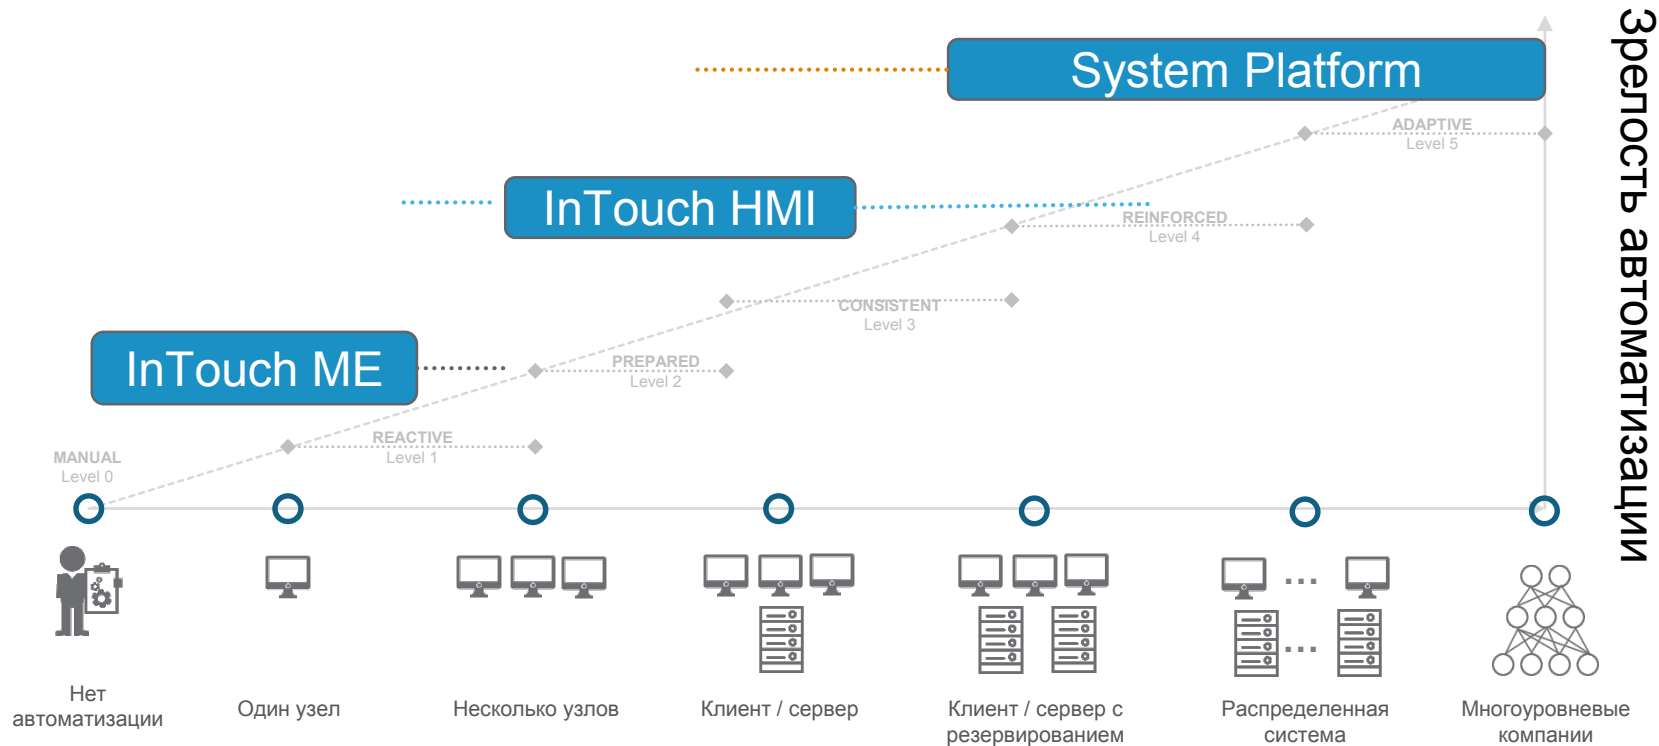 System Platform
ADAPTIVE
Level 5
InTouch HMI
REINFORCED
Level 4
CONSISTENT
Level 3
InTouch ME
PREPARED
Level 2
REACTIVE
Level 1
MANUAL
Level 0
Зрелость автоматизации
Нет
автоматизации
Один узел
Несколько узлов
Клиент / сервер
Клиент / сервер с
резервированием
Распределенная
система
Многоуровневые
компании